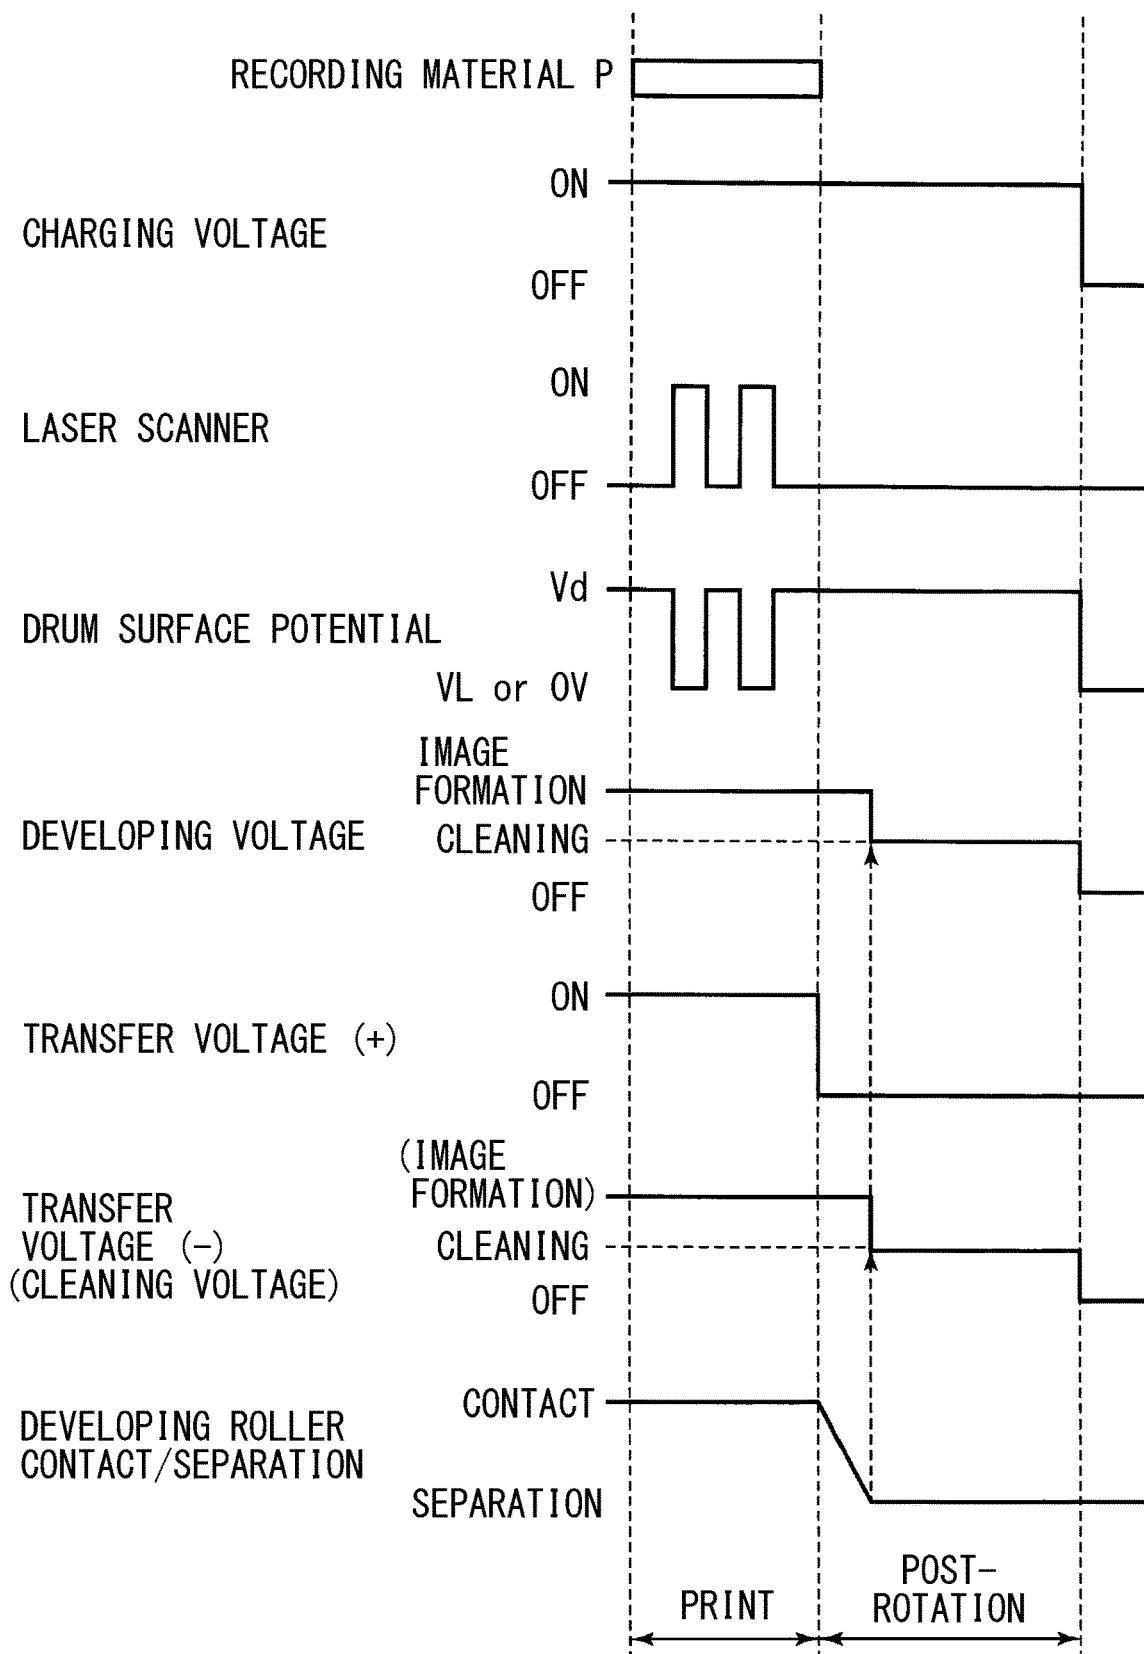 RECORDING MATERIAL P
ON
CHARGING VOLTAGE
OFF
ON
LASER SCANNER
OFF
Vd
DRUM SURFACE POTENTIAL
VL or 0V
IMAGE
FORMATION
DEVELOPING VOLTAGE
CLEANING
OFF
ON
TRANSFER VOLTAGE (+)
OFF
(IMAGE
FORMATION)
TRANSFER
VOLTAGE (-)
(CLEANING VOLTAGE)
CLEANING
OFF
CONTACT
DEVELOPING ROLLER
CONTACT/SEPARATION
SEPARATION
PRINT
POST-
ROTATION